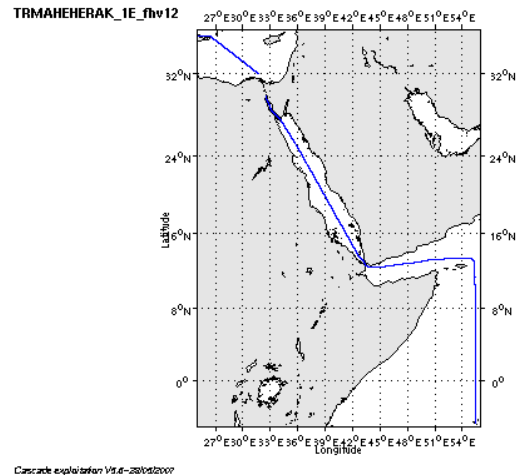 TRMAHEHERAK_1E_fhv12
27°E30°E33°E36°E39°E42°E45°E48°E51°E54°E
32°N 32°N
24°N 24°N
16°N 16°N
8°N 8°N
0° 0°
Latitude
27°E30°E33°E36°E39°E42°E45°E48°E51°E54°E
Longitude
Cascade exploitation V5.6-28/06/2007